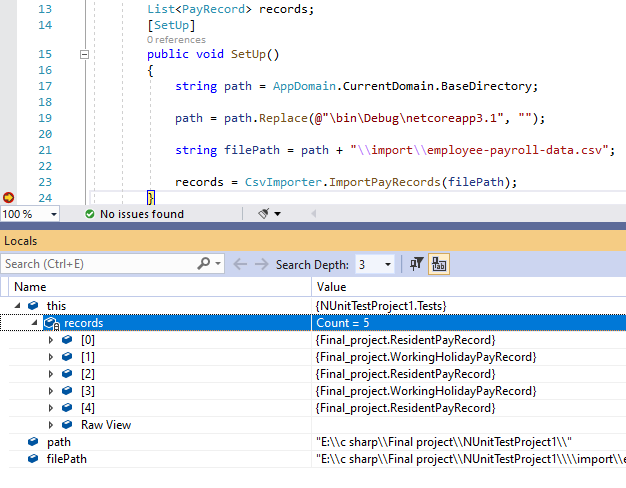 13 List<PayRecord> records;
14 [SetUp]
0 references
15 public void SetUp()
16 {
17 string path = AppDomain.CurrentDomain.BaseDirectory;
18
19 path = path.Replace(@"\bin\Debug\netcoreapp3.1", "");
20
21 string filePath = path + "\\import\\employee-payroll-data.csv";
22
23 records = CsvImporter.ImportPayRecords(filePath);
24 }
100 % No issues found
Locals
Search (Ctrl+E) Search Depth: 3
Name Value
this {NUnitTestProject1.Tests}
records Count = 5
[0] {Final_project.ResidentPayRecord}
[1] {Final_project.WorkingHolidayPayRecord}
[2] {Final_project.ResidentPayRecord}
[3] {Final_project.WorkingHolidayPayRecord}
[4] {Final_project.ResidentPayRecord}
Raw View
path "E:\\c sharp\\Final project\\NUnitTestProject1\\"
filePath "E:\\c sharp\\Final project\\NUnitTestProject1\\\\import\\e